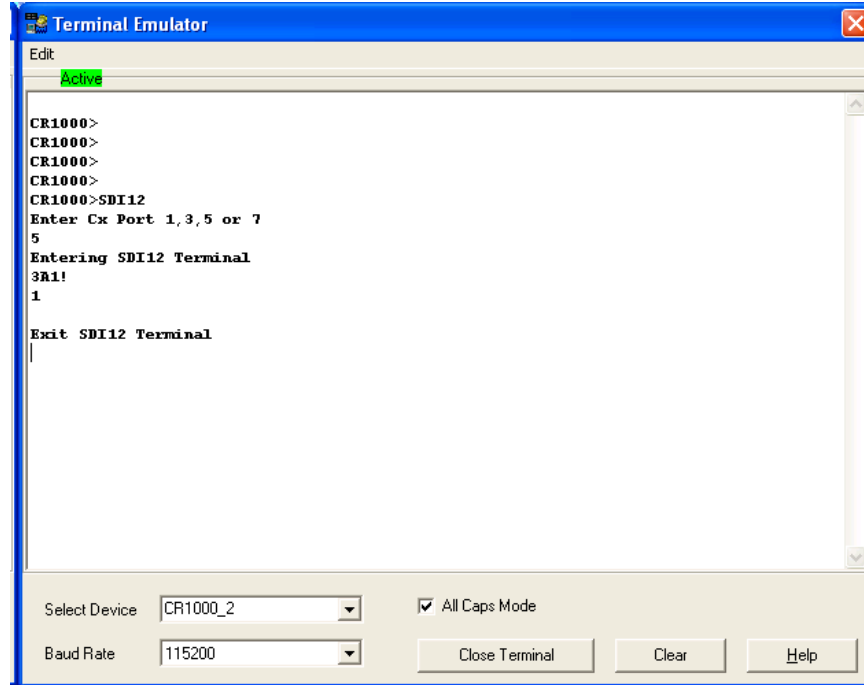 Terminal Emulator
Edit
Active
CR1000>
CR1000>
CR1000>
CR1000>
CR1000>SDI12
Enter Cx Port 1,3,5 or 7
5
Entering SDI12 Terminal
3A1!
1
Exit SDI12 Terminal
Select Device CR1000_2 All Caps Mode
Baud Rate 115200 Close Terminal Clear Help